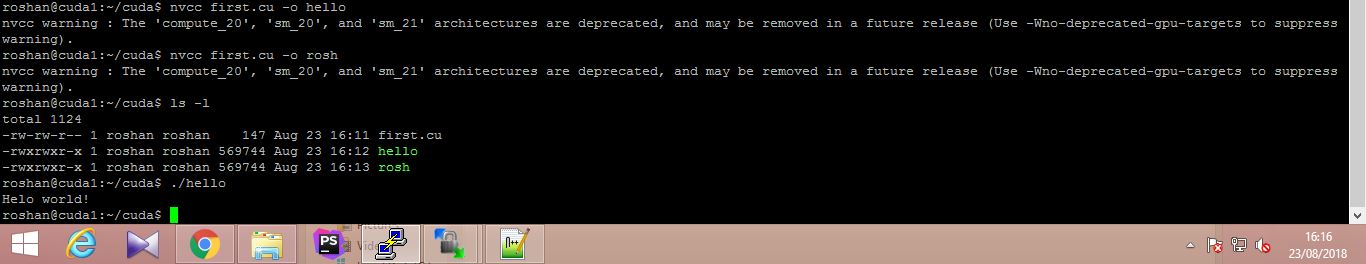 roshan@cuda1:~/cuda$ nvcc first.cu -o hello
nvcc warning : The 'compute_20', 'sm_20', and 'sm_21' architectures are deprecated, and may be removed in a future release (Use -Wno-deprecated-gpu-targets to suppress
warning).
roshan@cuda1:~/cuda$ nvcc first.cu -o rosh
nvcc warning : The 'compute_20', 'sm_20', and 'sm_21' architectures are deprecated, and may be removed in a future release (Use -Wno-deprecated-gpu-targets to suppress
warning).
roshan@cuda1:~/cuda$ ls -l
total 1124
-rw-rw-r-- 1 roshan roshan    147 Aug 23 16:11 first.cu
-rwxrwxr-x 1 roshan roshan 569744 Aug 23 16:12 hello
-rwxrwxr-x 1 roshan roshan 569744 Aug 23 16:13 rosh
roshan@cuda1:~/cuda$ ./hello
Helo world!
roshan@cuda1:~/cuda$
PS
16:16
23/08/2018